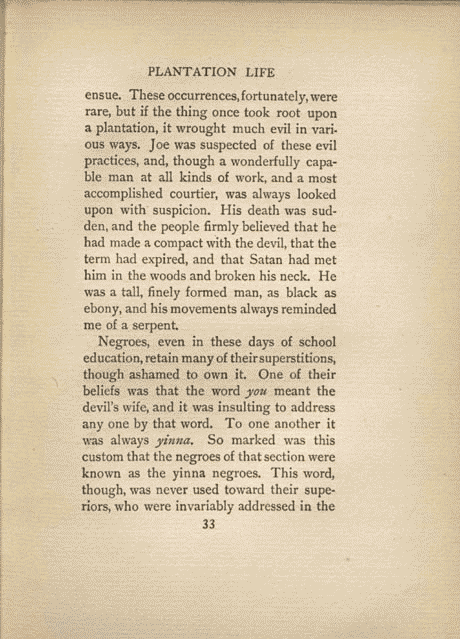 PLANTATION LIFE
ensue. These occurrences, fortunately, were
rare, but if the thing once took root upon
a plantation, it wrought much evil in vari-
ous ways. Joe was suspected of these evil
practices, and, though a wonderfully capa-
ble man at all kinds of work, and a most
accomplished courtier, was always looked
upon with suspicion. His death was sud-
den, and the people firmly believed that he
had made a compact with the devil, that the
term had expired, and that Satan had met
him in the woods and broken his neck. He
was a tall, finely formed man, as black as
ebony, and his movements always reminded
me of a serpent.
Negroes, even in these days of school
education, retain many of their superstitions,
though ashamed to own it. One of their
beliefs was that the word you meant the
devil's wife, and it was insulting to address
any one by that word. To one another it
was always yinna. So marked was this
custom that the negroes of that section were
known as the yinna negroes. This word,
though, was never used toward their supe-
riors, who were invariably addressed in the
33